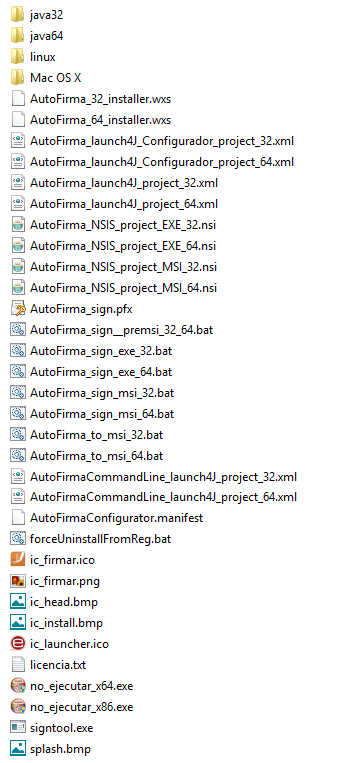 java32
java64
linux
Mac OS X
AutoFirma_32_installer.wxs
AutoFirma_64_installer.wxs
AutoFirma_launch4J_Configurador_project_32.xml
AutoFirma_launch4J_Configurador_project_64.xml
AutoFirma_launch4J_project_32.xml
AutoFirma_launch4J_project_64.xml
AutoFirma_NSIS_project_EXE_32.nsi
AutoFirma_NSIS_project_EXE_64.nsi
AutoFirma_NSIS_project_MSI_32.nsi
AutoFirma_NSIS_project_MSI_64.nsi
AutoFirma_sign.pfx
AutoFirma_sign__premsi_32_64.bat
AutoFirma_sign_exe_32.bat
AutoFirma_sign_exe_64.bat
AutoFirma_sign_msi_32.bat
AutoFirma_sign_msi_64.bat
AutoFirma_to_msi_32.bat
AutoFirma_to_msi_64.bat
AutoFirmaCommandLine_launch4J_project_32.xml
AutoFirmaCommandLine_launch4J_project_64.xml
AutoFirmaConfigurator.manifest
forceUninstallFromReg.bat
ic_firmar.ico
ic_firmar.png
ic_head.bmp
ic_install.bmp
ic_launcher.ico
licencia.txt
no_ejecutar_x64.exe
no_ejecutar_x86.exe
signtool.exe
splash.bmp